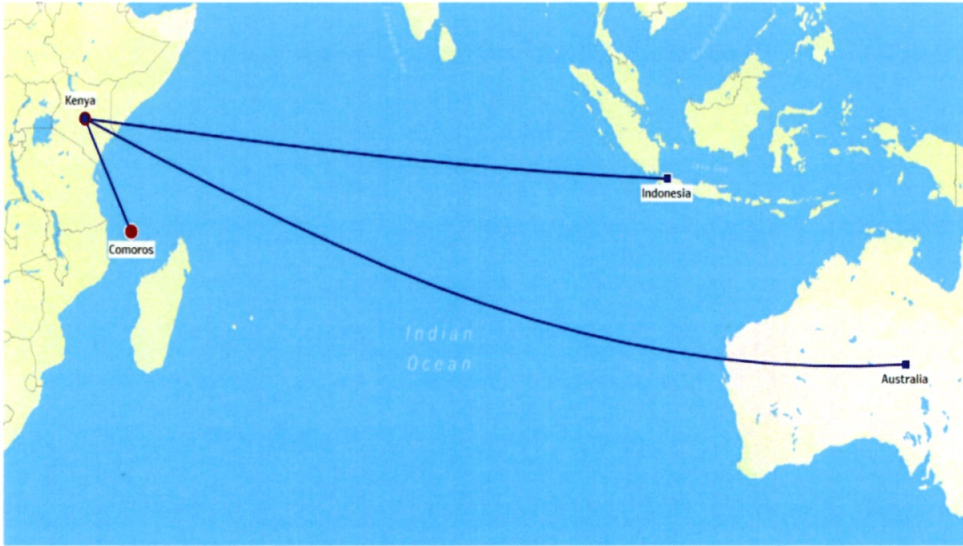 Kenya
Indonesia
Comoros
Indian
Ocean
Australia